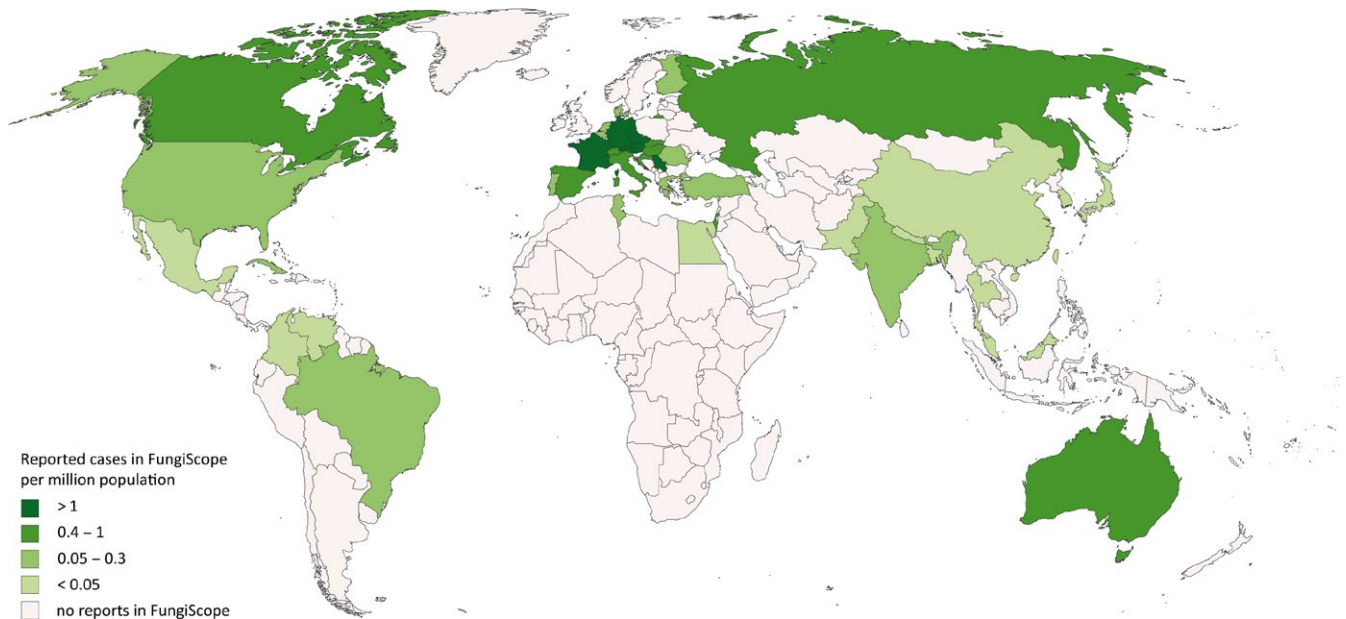 Reported cases in FungiScope
per million population
> 1
0.4 – 1
0.05 – 0.3
< 0.05
no reports in FungiScope